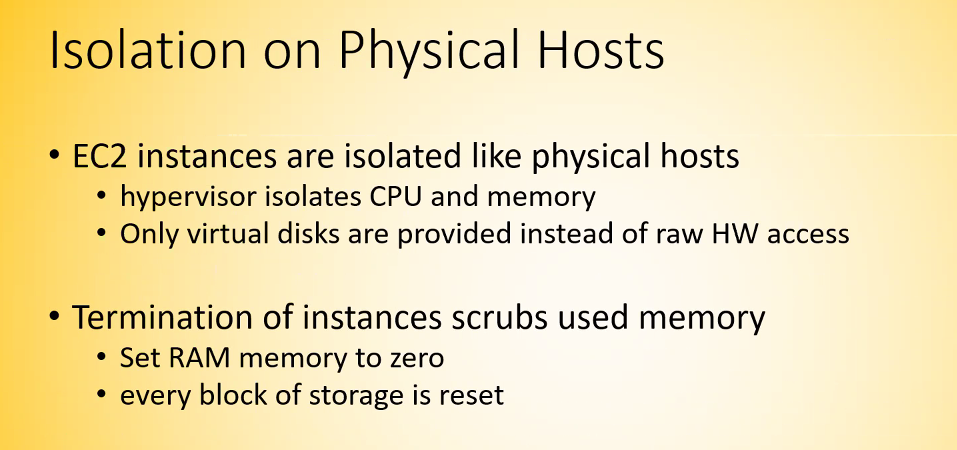 Isolation on Physical Hosts
• EC2 instances are isolated like physical hosts
• hypervisor isolates CPU and memory
• Only virtual disks are provided instead of raw HW access
• Termination of instances scrubs used memory
• Set RAM memory to zero
• every block of storage is reset